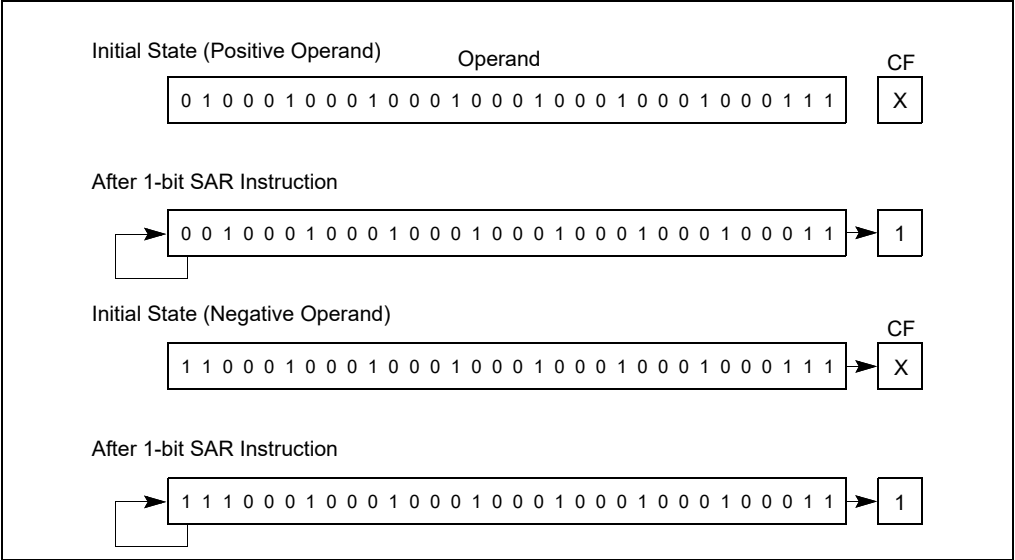 Initial State (Positive Operand)
Operand
CF
0 1 0 0 0 1 0 0 0 1 0 0 0 1 0 0 0 1 0 0 0 1 0 0 0 1 0 0 0 1 1 1 X
After 1-bit SAR Instruction
0 0 1 0 0 0 1 0 0 0 1 0 0 0 1 0 0 0 1 0 0 0 1 0 0 0 1 0 0 0 1 1 1
Initial State (Negative Operand)
CF
1 1 0 0 0 1 0 0 0 1 0 0 0 1 0 0 0 1 0 0 0 1 0 0 0 1 0 0 0 1 1 1 X
After 1-bit SAR Instruction
1 1 1 0 0 0 1 0 0 0 1 0 0 0 1 0 0 0 1 0 0 0 1 0 0 0 1 0 0 0 1 1 1